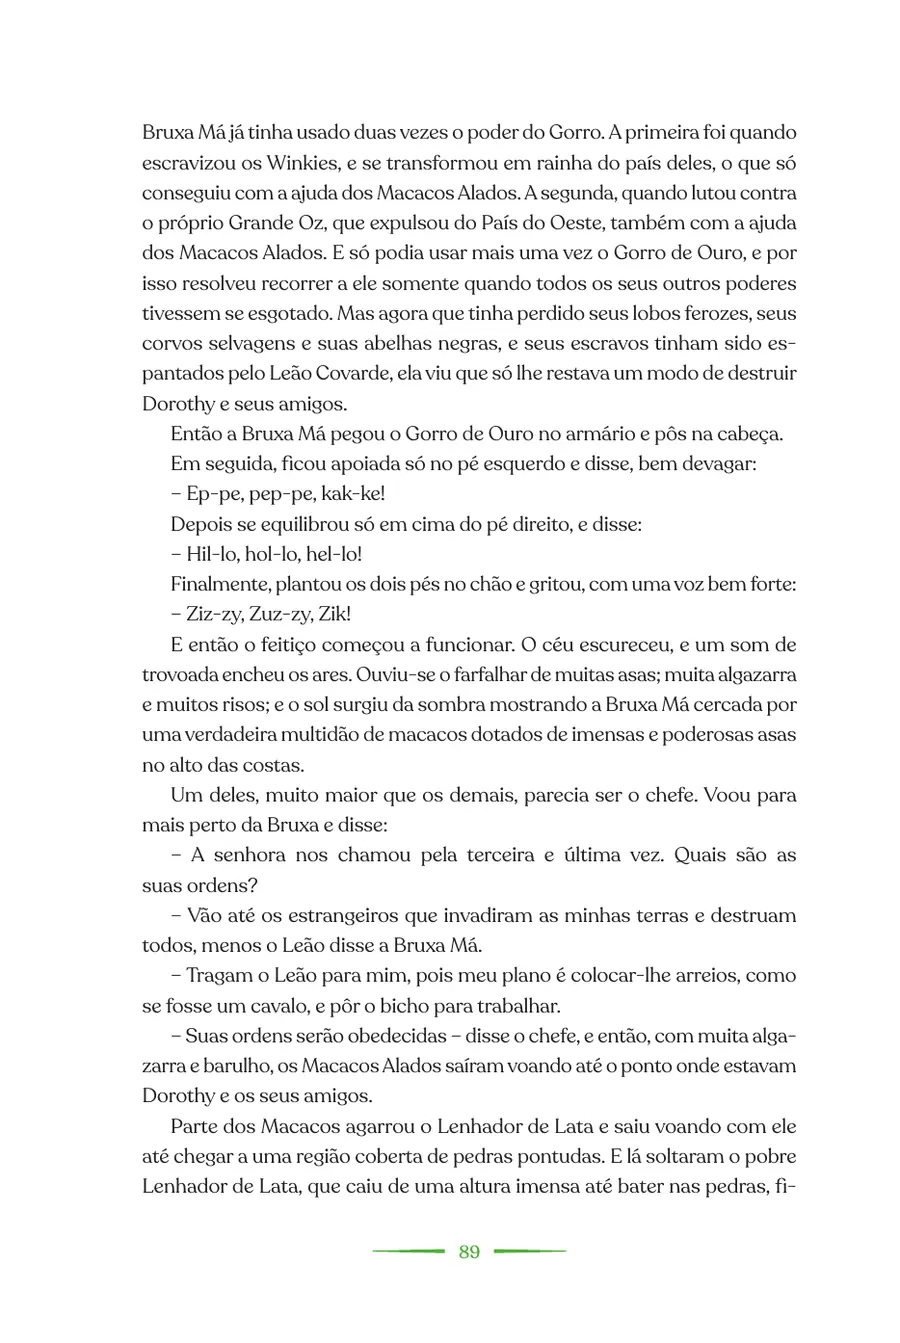 Bruxa Má já tinha usado duas vezes o poder do Gorro. A primeira foi quando
escravizou os Winkies, e se transformou em rainha do país deles, o que só
conseguiu com a ajuda dos Macacos Alados. A segunda, quando lutou contra
o próprio Grande Oz, que expulsou do País do Oeste, também com a ajuda
dos Macacos Alados. E só podia usar mais uma vez o Gorro de Ouro, e por
isso resolveu recorrer a ele somente quando todos os seus outros poderes
tivessem se esgotado. Mas agora que tinha perdido seus lobos ferozes, seus
corvos selvagens e suas abelhas negras, e seus escravos tinham sido es-
pantados pelo Leão Covarde, ela viu que só lhe restava um modo de destruir
Dorothy e seus amigos.
Então a Bruxa Má pegou o Gorro de Ouro no armário e pôs na cabeça.
Em seguida, ficou apoiada só no pé esquerdo e disse, bem devagar:
– Ep-pe, pep-pe, kak-ke!
Depois se equilibrou só em cima do pé direito, e disse:
– Hil-lo, hol-lo, hel-lo!
Finalmente, plantou os dois pés no chão e gritou, com uma voz bem forte:
– Ziz-zy, Zuz-zy, Zik!
E então o feitiço começou a funcionar. O céu escureceu, e um som de
trovoada encheu os ares. Ouviu-se o farfalhar de muitas asas; muita algazarra
e muitos risos; e o sol surgiu da sombra mostrando a Bruxa Má cercada por
uma verdadeira multidão de macacos dotados de imensas e poderosas asas
no alto das costas.
Um deles, muito maior que os demais, parecia ser o chefe. Voou para
mais perto da Bruxa e disse:
– A senhora nos chamou pela terceira e última vez. Quais são as
suas ordens?
– Vão até os estrangeiros que invadiram as minhas terras e destruam
todos, menos o Leão disse a Bruxa Má.
– Tragam o Leão para mim, pois meu plano é colocar-lhe arreios, como
se fosse um cavalo, e pôr o bicho para trabalhar.
– Suas ordens serão obedecidas – disse o chefe, e então, com muita alga-
zarra e barulho, os Macacos Alados saíram voando até o ponto onde estavam
Dorothy e os seus amigos.
Parte dos Macacos agarrou o Lenhador de Lata e saiu voando com ele
até chegar a uma região coberta de pedras pontudas. E lá soltaram o pobre
Lenhador de Lata, que caiu de uma altura imensa até bater nas pedras, fi-
89